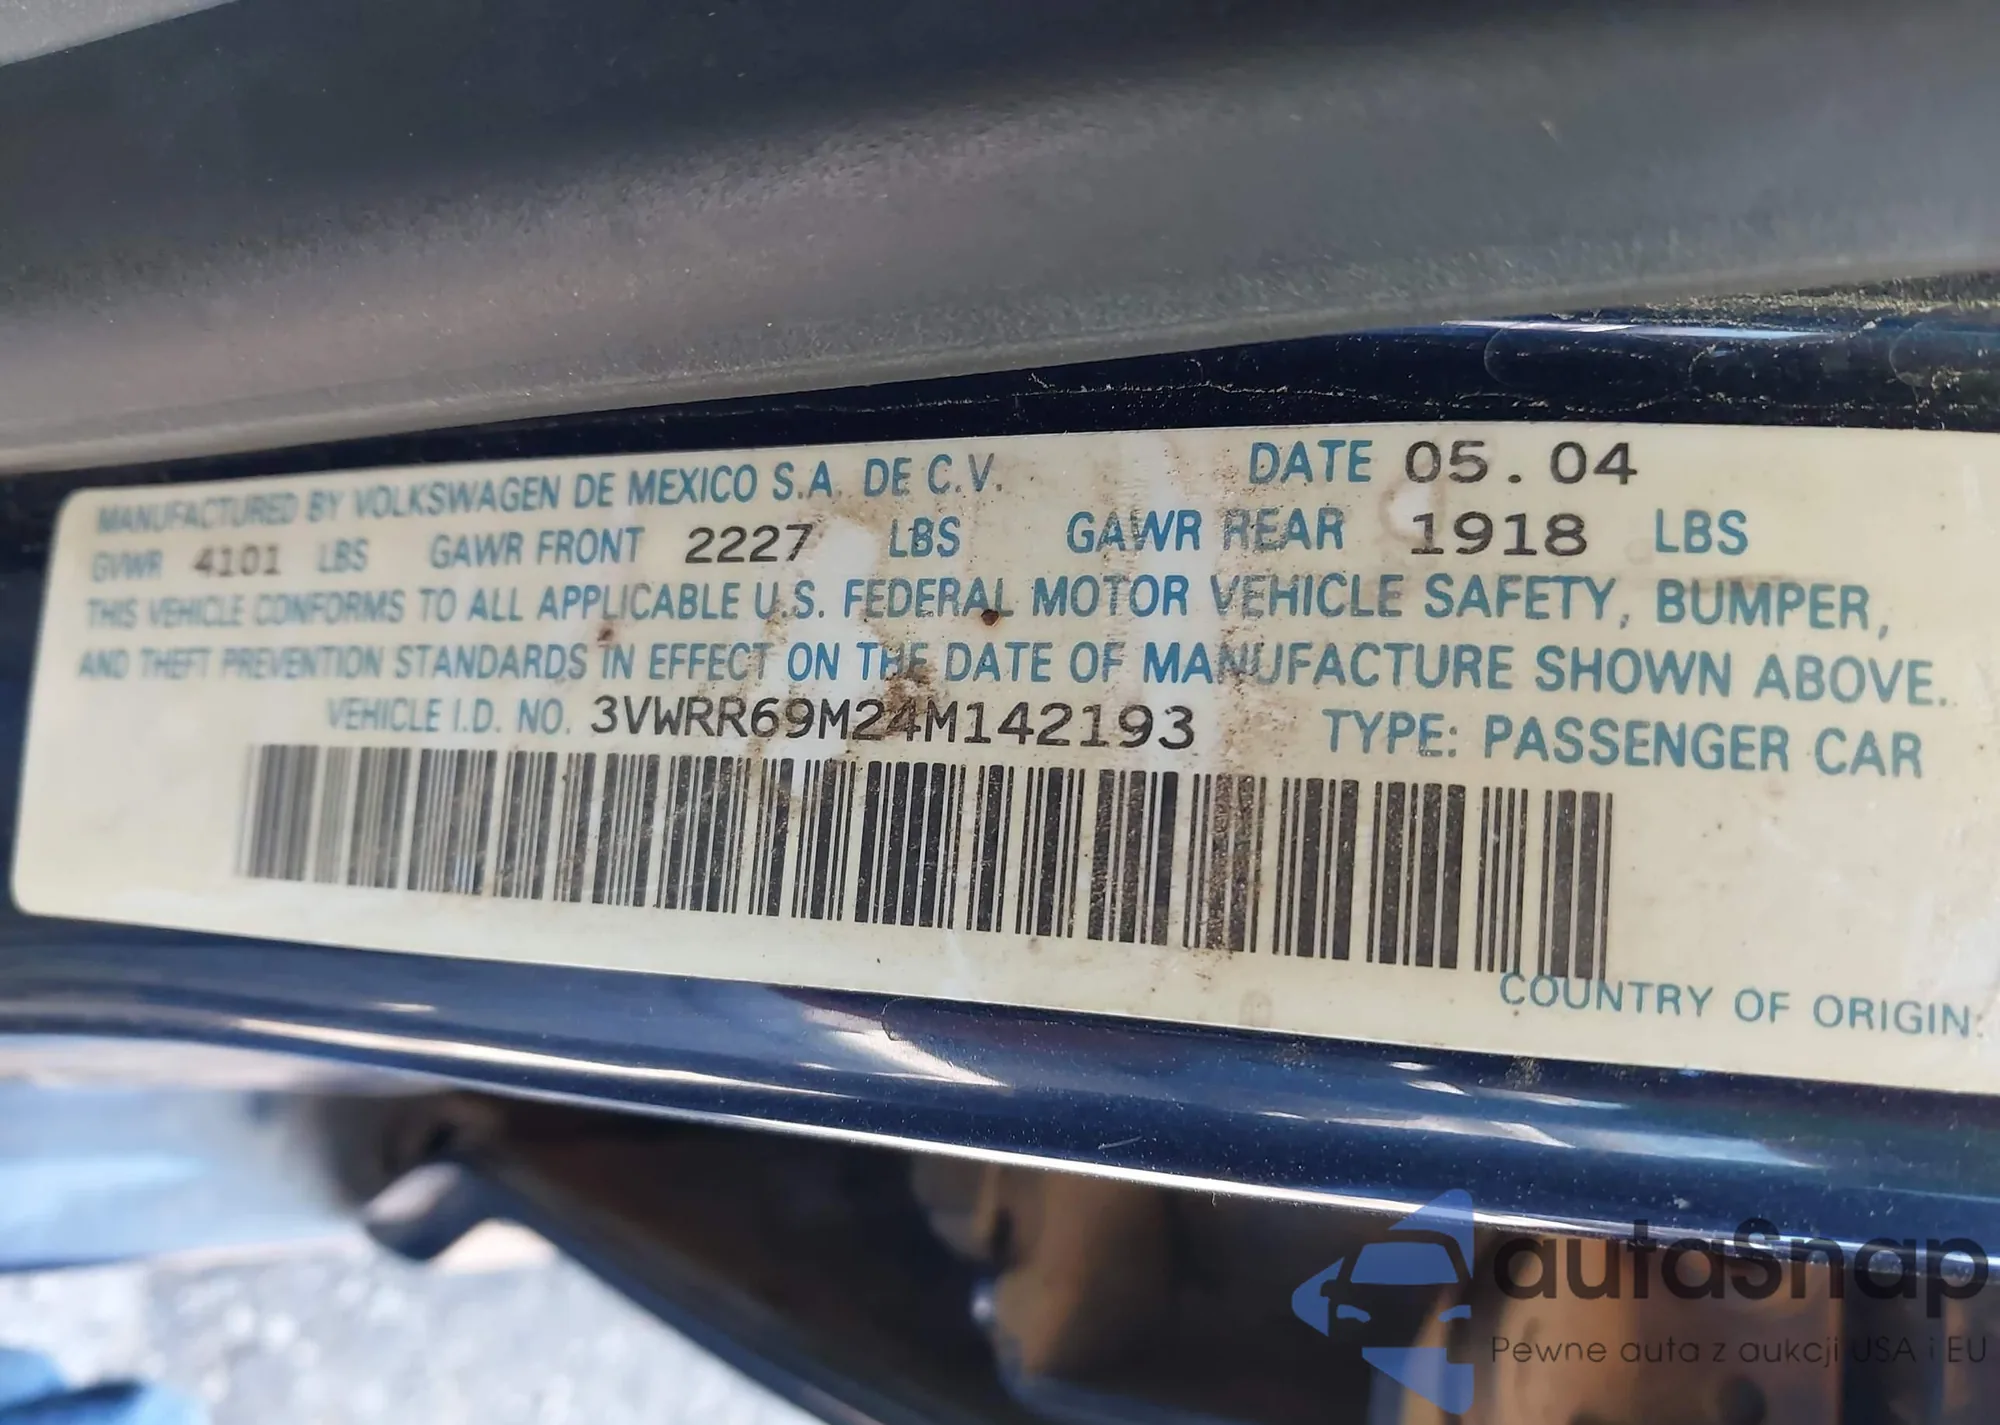 MANUFACTURED BY VOLKSWAGEN DE MEXICO S.A. DE C.V. DATE 05.04
GVWR 4101 LBS GAWR FRONT 2227 LBS GAWR REAR 1918 LBS
THIS VEHICLE CONFORMS TO ALL APPLICABLE U.S. FEDERAL MOTOR VEHICLE SAFETY, BUMPER,
AND THEFT PREVENTION STANDARDS IN EFFECT ON THE DATE OF MANUFACTURE SHOWN ABOVE.
VEHICLE I.D. NO. 3VWRR69M24M142193 TYPE: PASSENGER CAR
COUNTRY OF ORIGIN:
autaSnap
Pewne auta z aukcji USA i EU